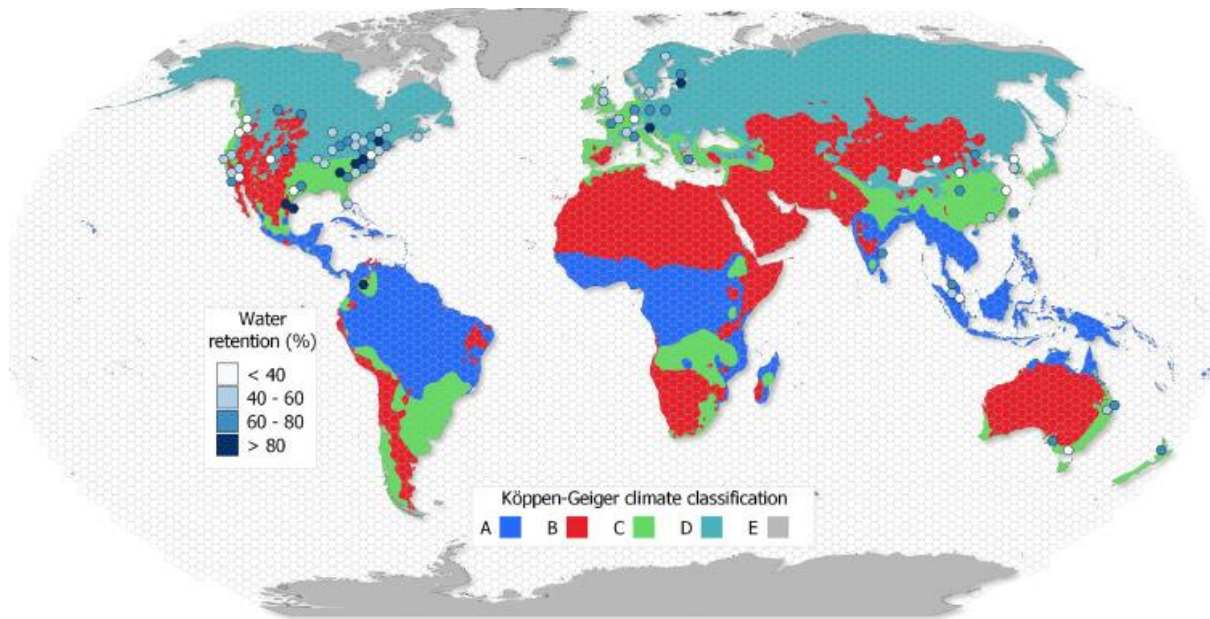 Water
retention (%)
< 40
40 - 60
60 - 80
> 80
Köppen-Geiger climate classification
A B C D E